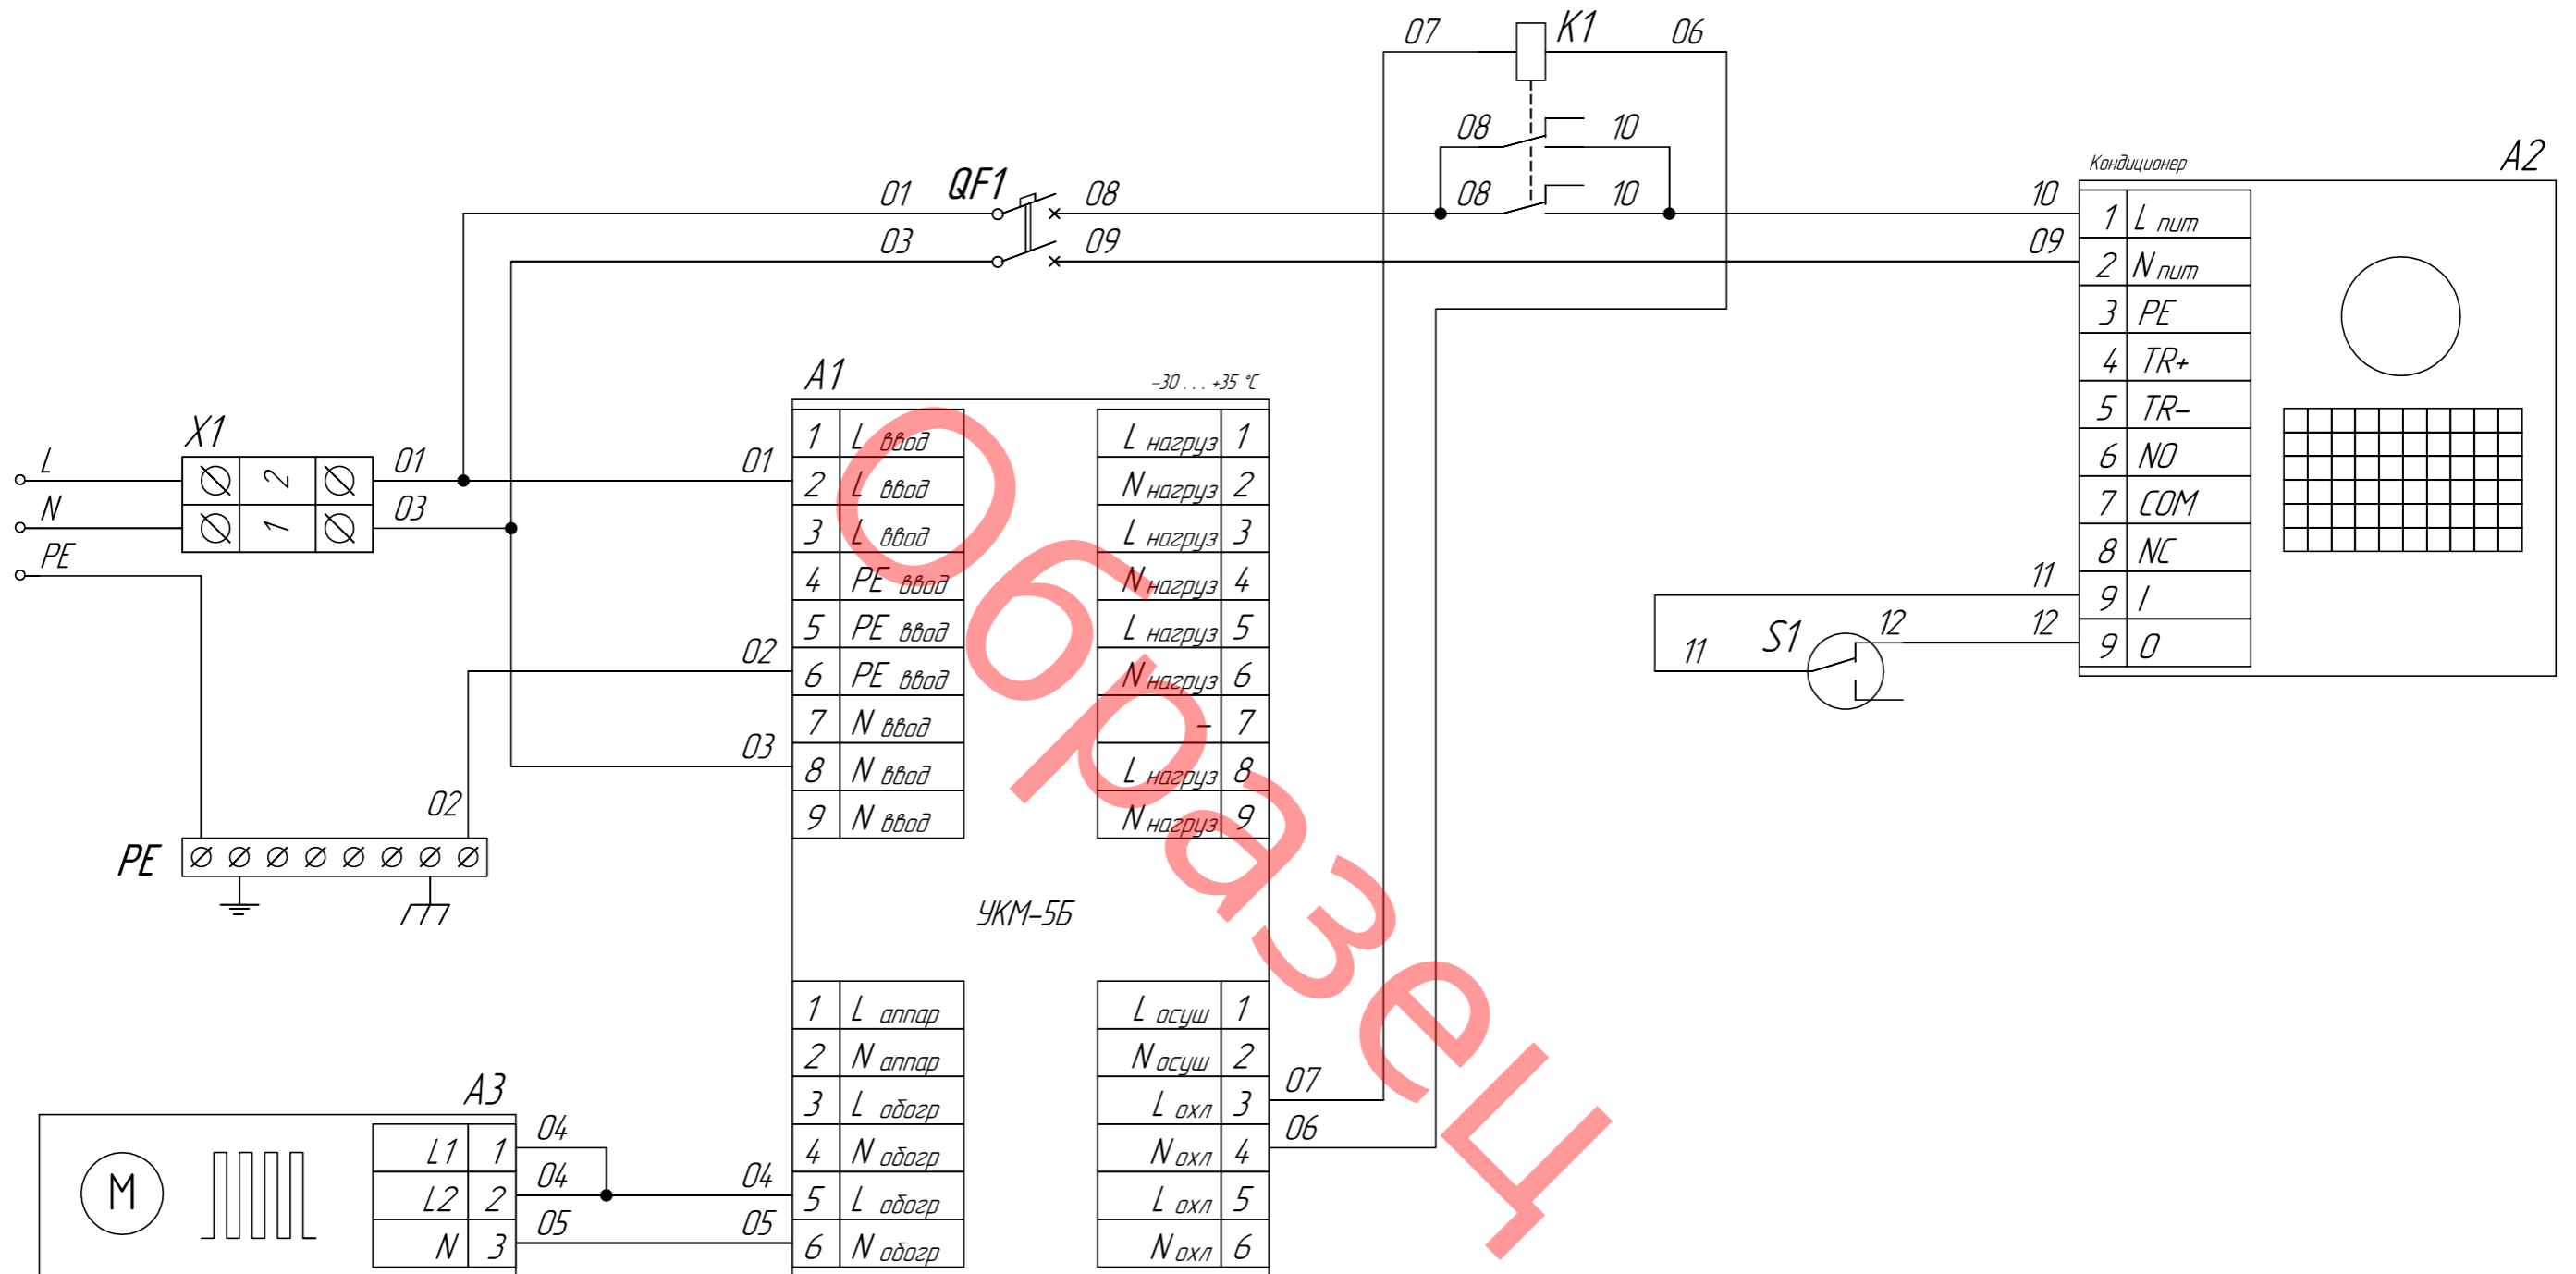 07 K1 06
08 10
08 10
01 QF1 08
03 09
Кондиционер A2
10
09
1 L пит
2 N пит
3 PE
4 TR+
5 TR-
6 NO
7 COM
8 NC
9 I
9 O
11
12
11 S1 12
X1
L
N
PE
2
1
01
03
A1 -30 . . . +35 °C
01
02
03
1 L ввод
2 L ввод
3 L ввод
4 PE ввод
5 PE ввод
6 PE ввод
7 N ввод
8 N ввод
9 N ввод
L нагруз 1
N нагруз 2
L нагруз 3
N нагруз 4
L нагруз 5
N нагруз 6
- 7
L нагруз 8
N нагруз 9
02
PE
УКМ-5Б
Образец
1 L аппар
2 N аппар
3 L обогр
4 N обогр
5 L обогр
6 N обогр
L осуш 1
N осуш 2
L охл 3
N охл 4
L охл 5
N охл 6
07
06
A3
M
L1 1
L2 2
N 3
04
04 04
05 05